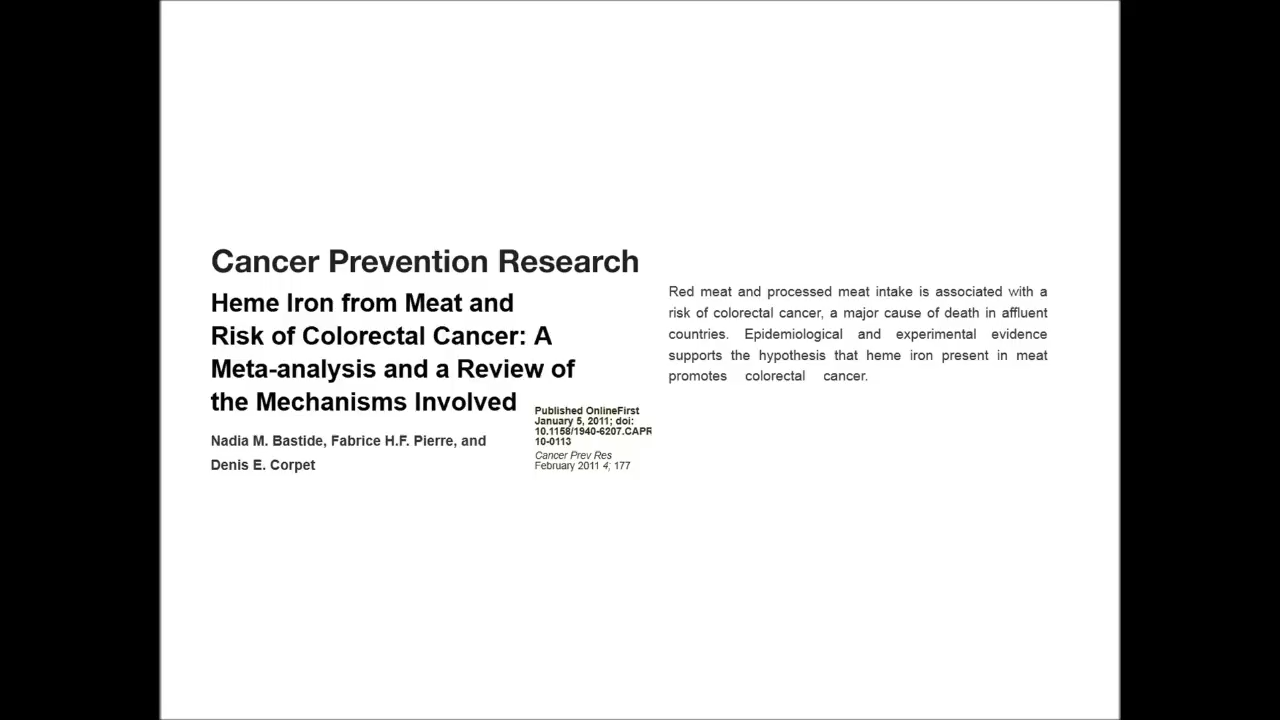 Cancer Prevention Research
Heme Iron from Meat and
Risk of Colorectal Cancer: A
Meta-analysis and a Review of
the Mechanisms Involved
Nadia M. Bastide, Fabrice H.F. Pierre, and
Denis E. Corpet
Published OnlineFirst
January 5, 2011; doi:
10.1158/1940-6207.CAPR
10-0113
Cancer Prev Res
February 2011 4; 177
Red meat and processed meat intake is associated with a
risk of colorectal cancer, a major cause of death in affluent
countries. Epidemiological and experimental evidence
supports the hypothesis that heme iron present in meat
promotes colorectal cancer.